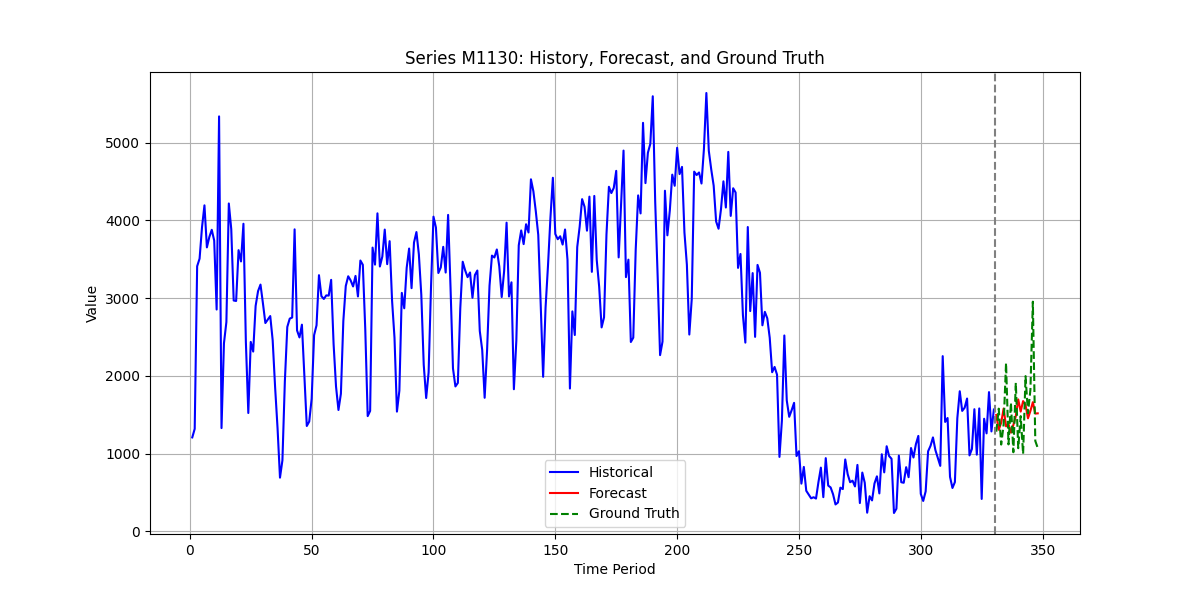 Series M1130: History, Forecast, and Ground Truth
Value
5000
4000
3000
2000
1000
0
Historical
Forecast
Ground Truth
0 50 100 150 200 250 300 350
Time Period